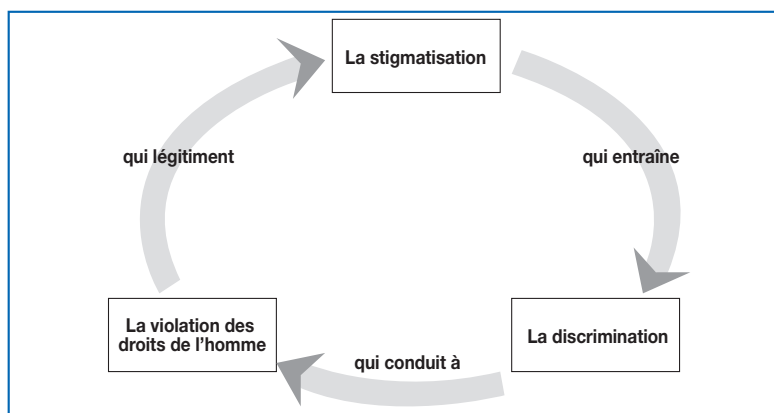 La stigmatisation
qui entraîne
La discrimination
qui conduit à
La violation des
droits de l’homme
qui légitiment